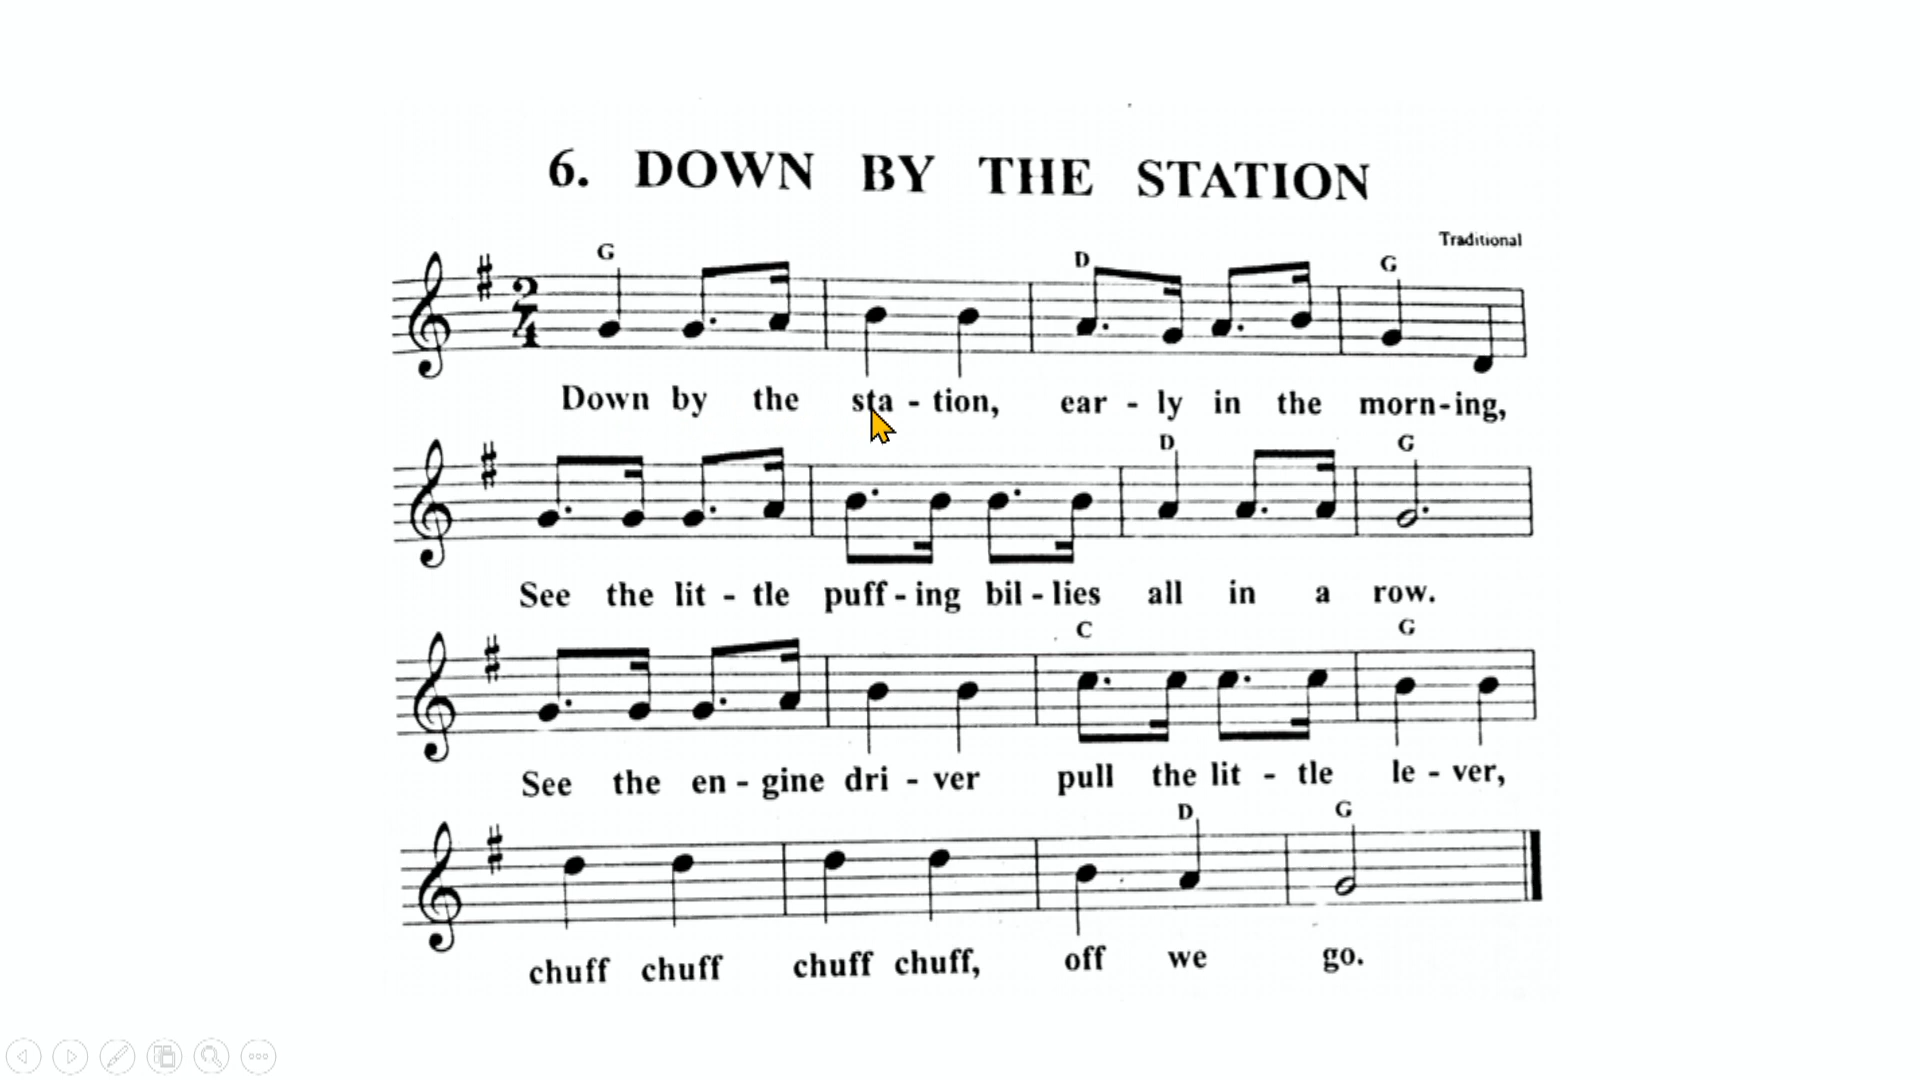 6. DOWN BY THE STATION
Traditional
G D G
2
4
Down by the sta - tion, ear - ly in the morn-ing,
D G
See the lit - tle puff - ing bil - lies all in a row.
C G
See the en - gine dri - ver pull the lit - tle le - ver,
D G
chuff chuff chuff chuff, off we go.